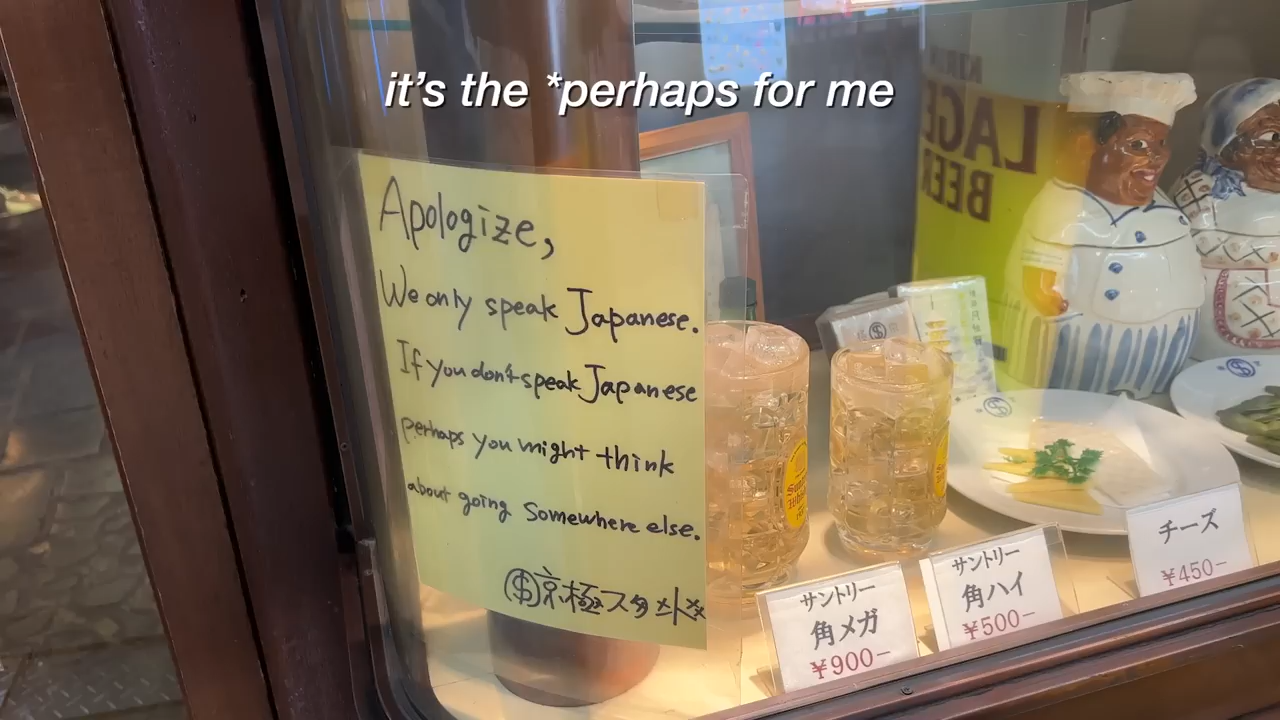 it's the *perhaps for me
Apologize,
We only speak Japanese.
If you don't speak Japanese
perhaps you might think
about going Somewhere else.
Ⓢ京極スタンド
LAGER
BEER
サントリー
角メガ
¥900-
サントリー
角ハイ
¥500-
チーズ
¥450-